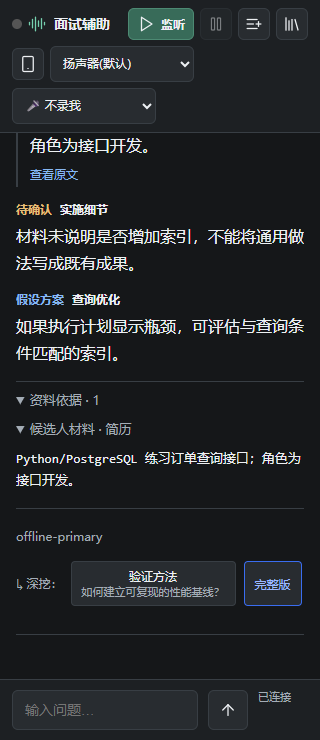 面试辅助
监听
扬声器(默认)
不录我
角色为接口开发。
查看原文
待确认 实施细节
材料未说明是否增加索引，不能将通用做
法写成既有成果。
假设方案 查询优化
如果执行计划显示瓶颈，可评估与查询条
件匹配的索引。
▼ 资料依据 · 1
▼ 候选人材料 · 简历
Python/PostgreSQL 练习订单查询接口；角色为
接口开发。
offline-primary
↳ 深挖：
验证方法
如何建立可复现的性能基线？
完整版
输入问题...
已连接